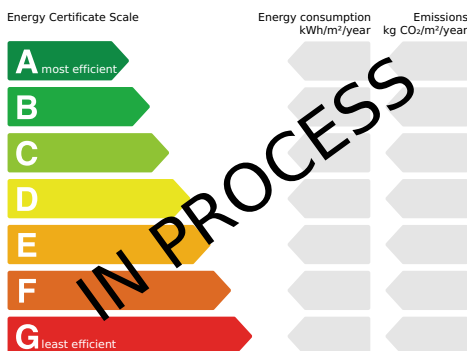 Energy Certificate Scale
Energy consumption
kWh/m²/year
Emissions
kg CO₂/m²/year
A most efficient
B
C
D
E
F
G least efficient
IN PROCESS